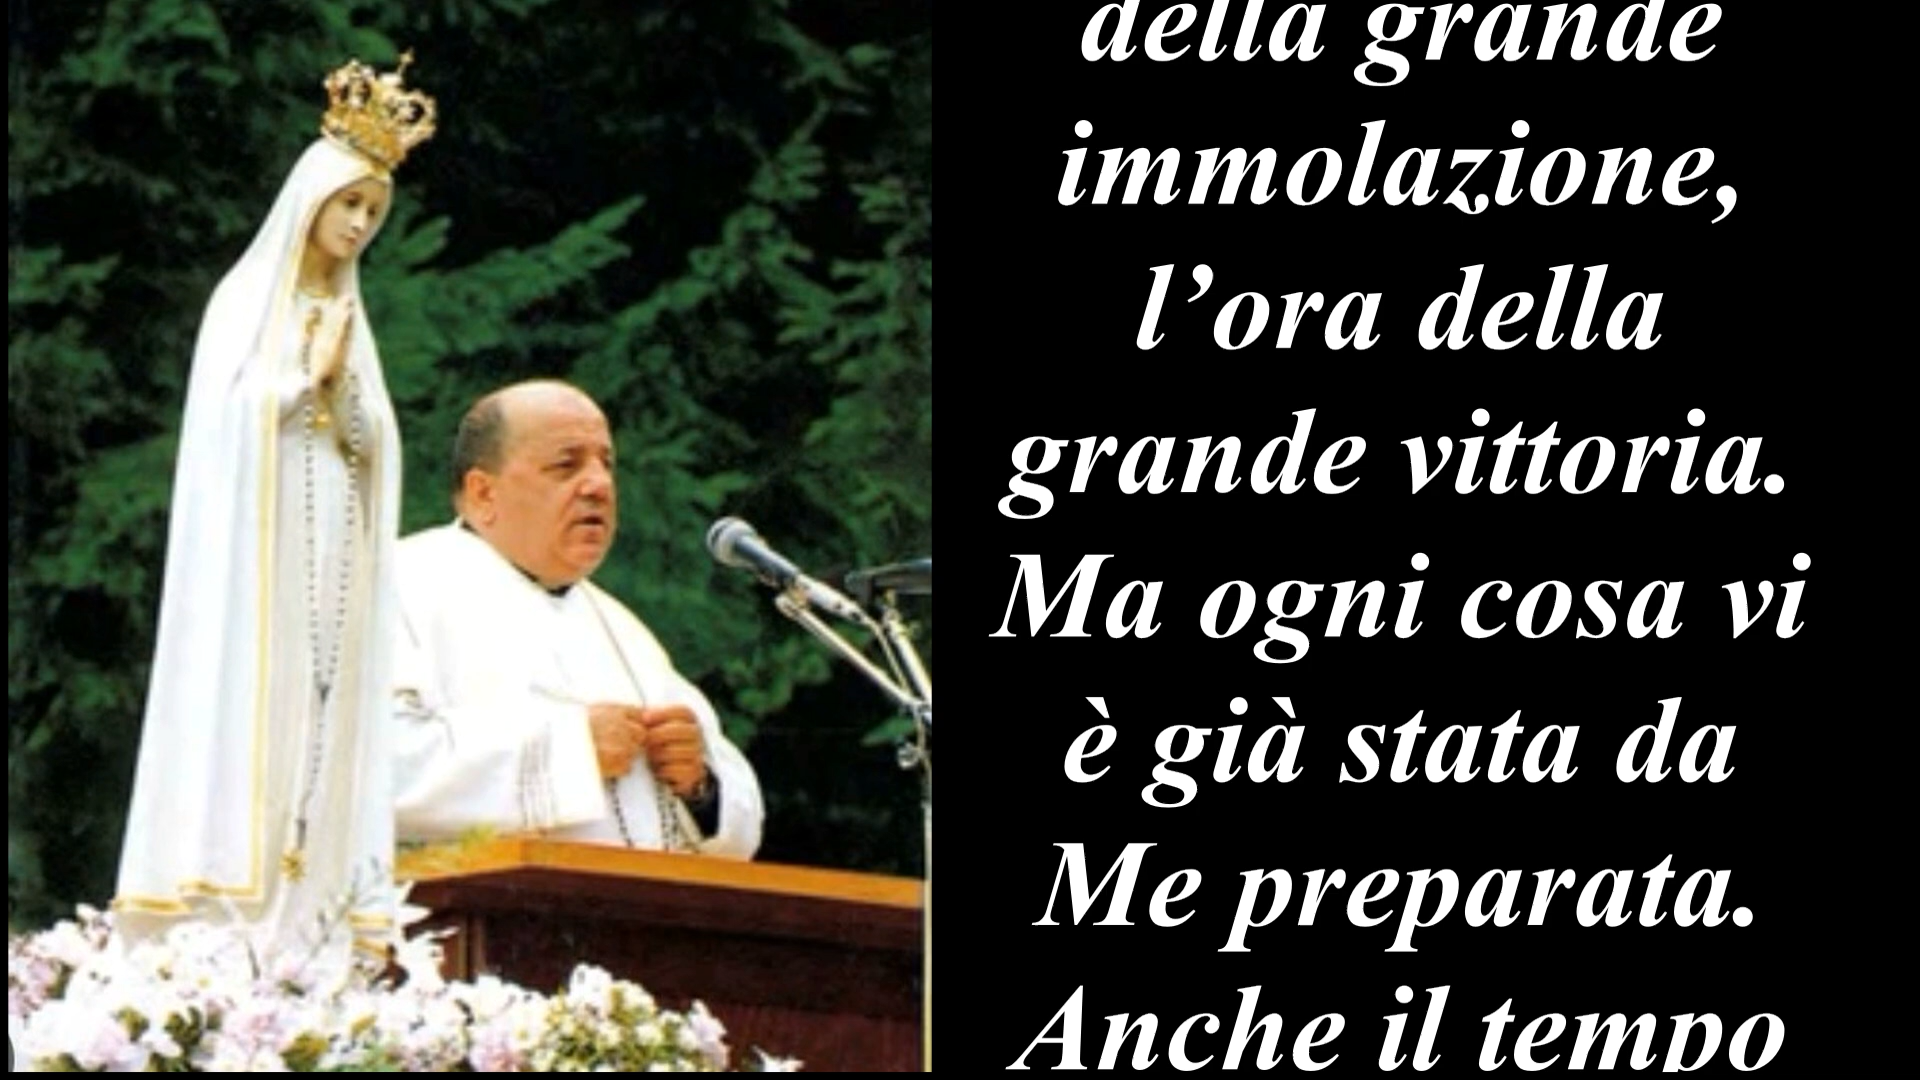 della grande
immolazione,
l’ora della
grande vittoria.
Ma ogni cosa vi
è già stata da
Me preparata.
Anche il tempo